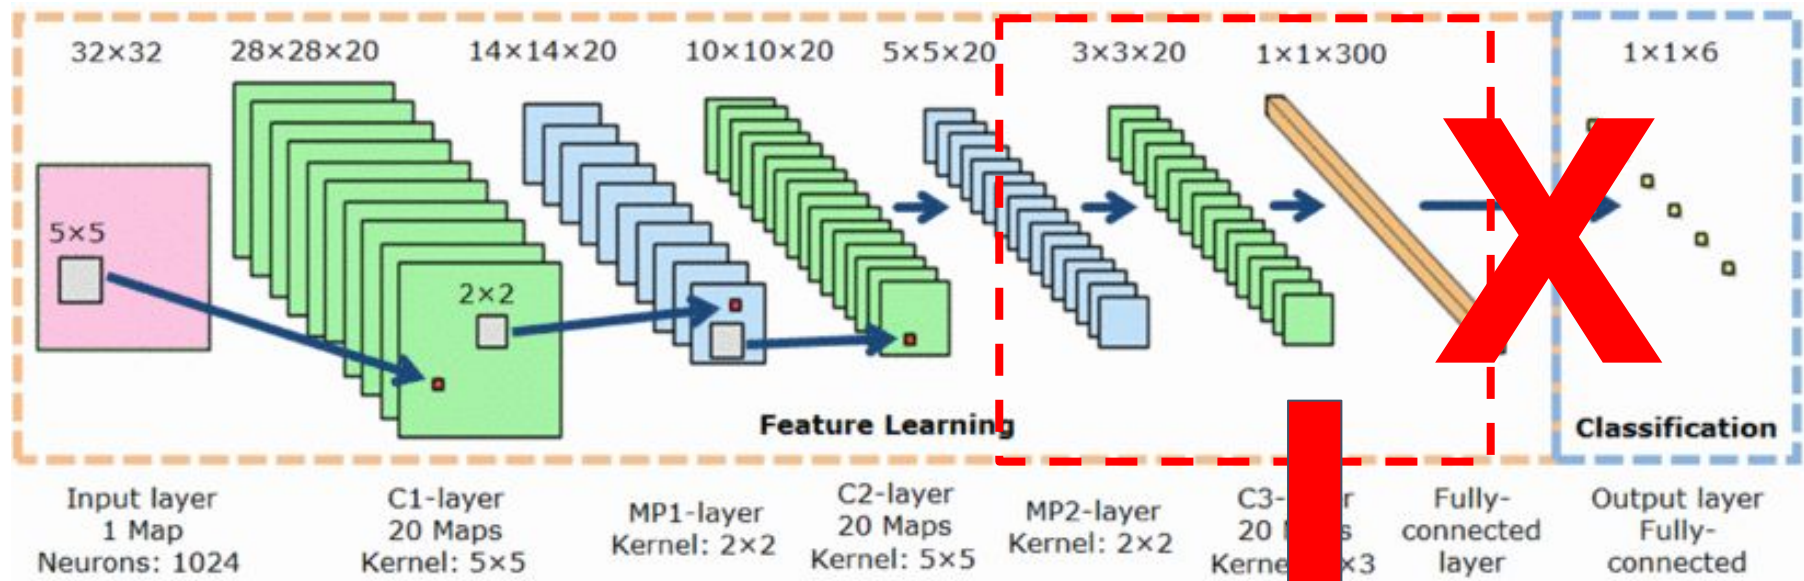 32×32 28×28×20 14×14×20 10×10×20 5×5×20 3×3×20 1×1×300 1×1×6
5×5
2×2
Feature Learning
Classification
Input layer
1 Map
Neurons: 1024
C1-layer
20 Maps
Kernel: 5×5
MP1-layer
Kernel: 2×2
C2-layer
20 Maps
Kernel: 5×5
MP2-layer
Kernel: 2×2
20
×3
Fully-
connected
layer
Output layer
Fully-
connected